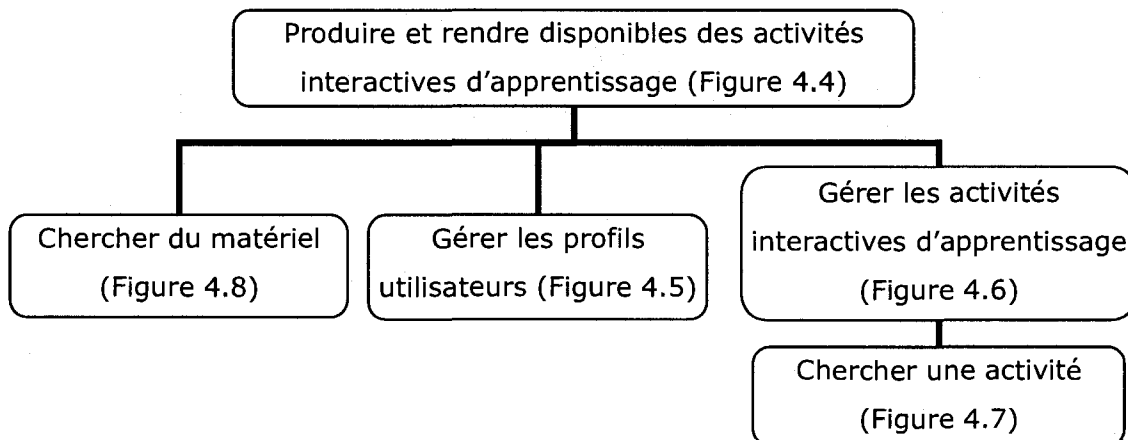 Produire et rendre disponibles des activités
interactives d'apprentissage (Figure 4.4)
Chercher du matériel
(Figure 4.8)
Gérer les profils
utilisateurs (Figure 4.5)
Gérer les activités
interactives d'apprentissage
(Figure 4.6)
Chercher une activité
(Figure 4.7)